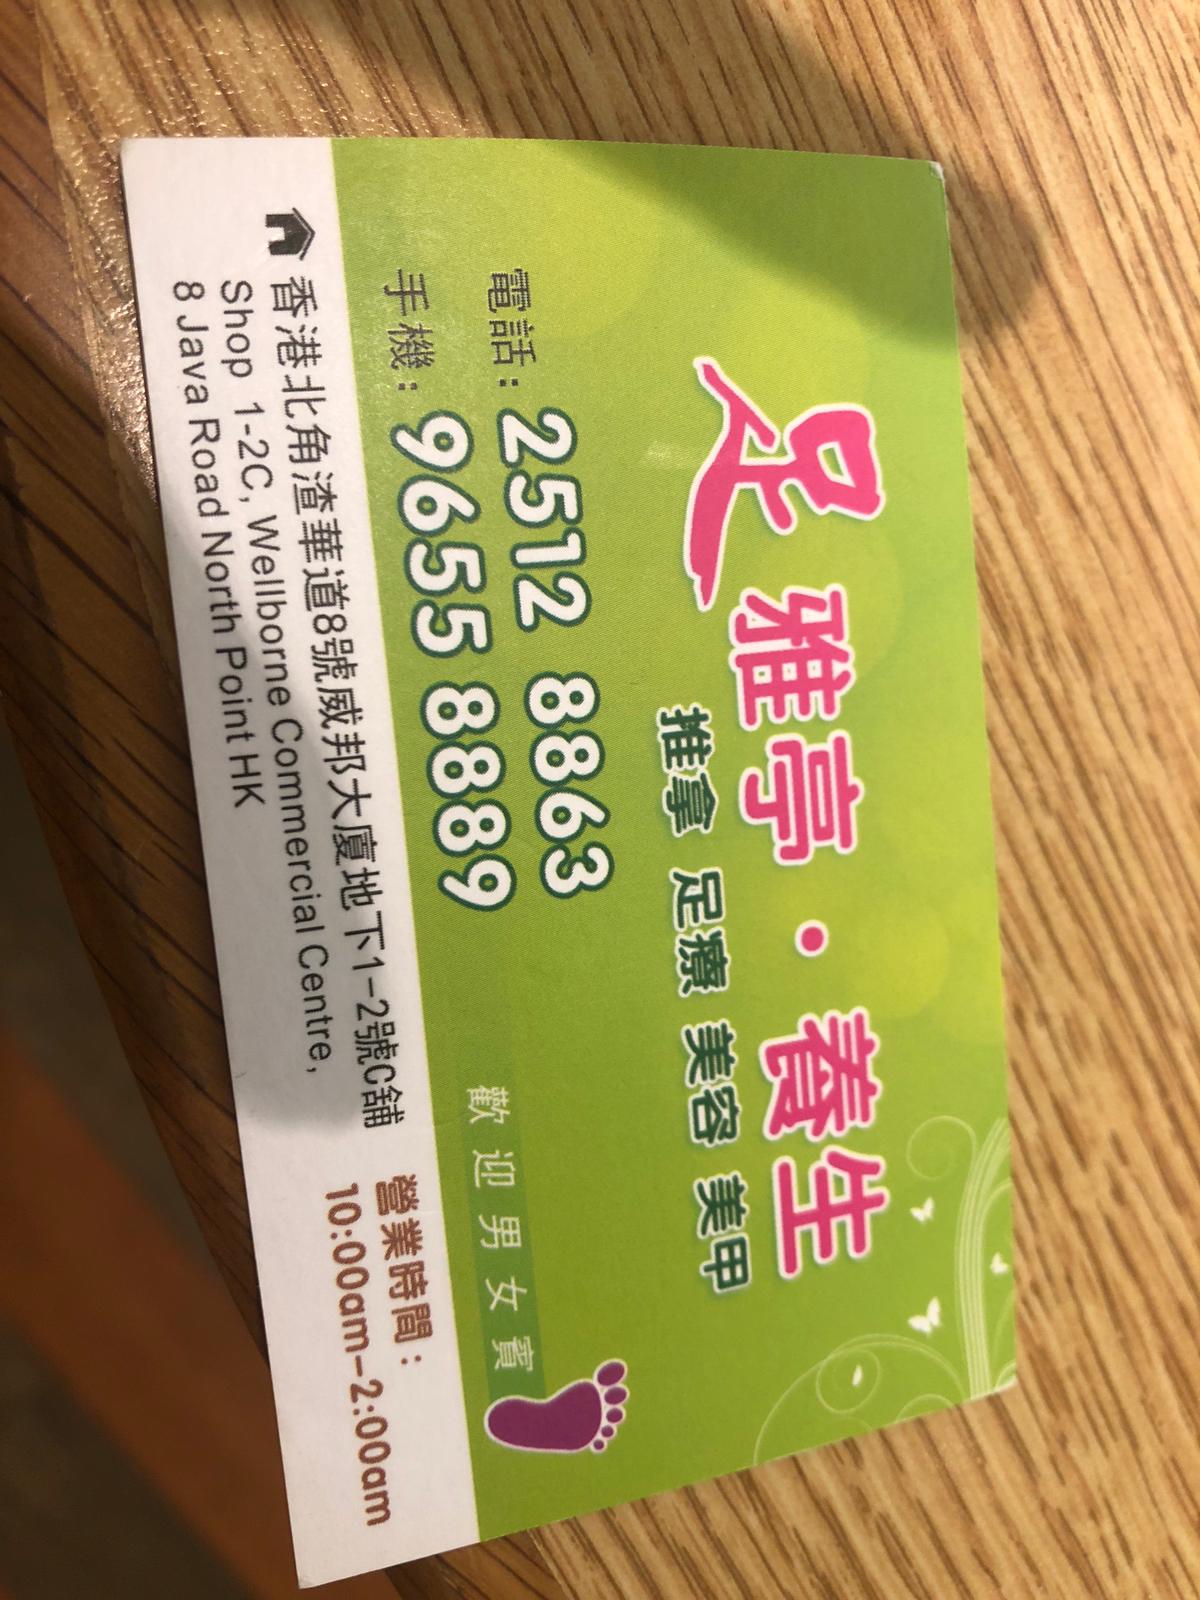 足雅亭·養生
推拿 足療 美容 美甲
電話：2512 8863
手機：9655 8889
歡迎男女賓
香港北角渣華道8號威邦大廈地下1-2號C舖
Shop 1-2C, Wellborne Commercial Centre,
8 Java Road North Point HK
營業時間：
10:00am-2:00am